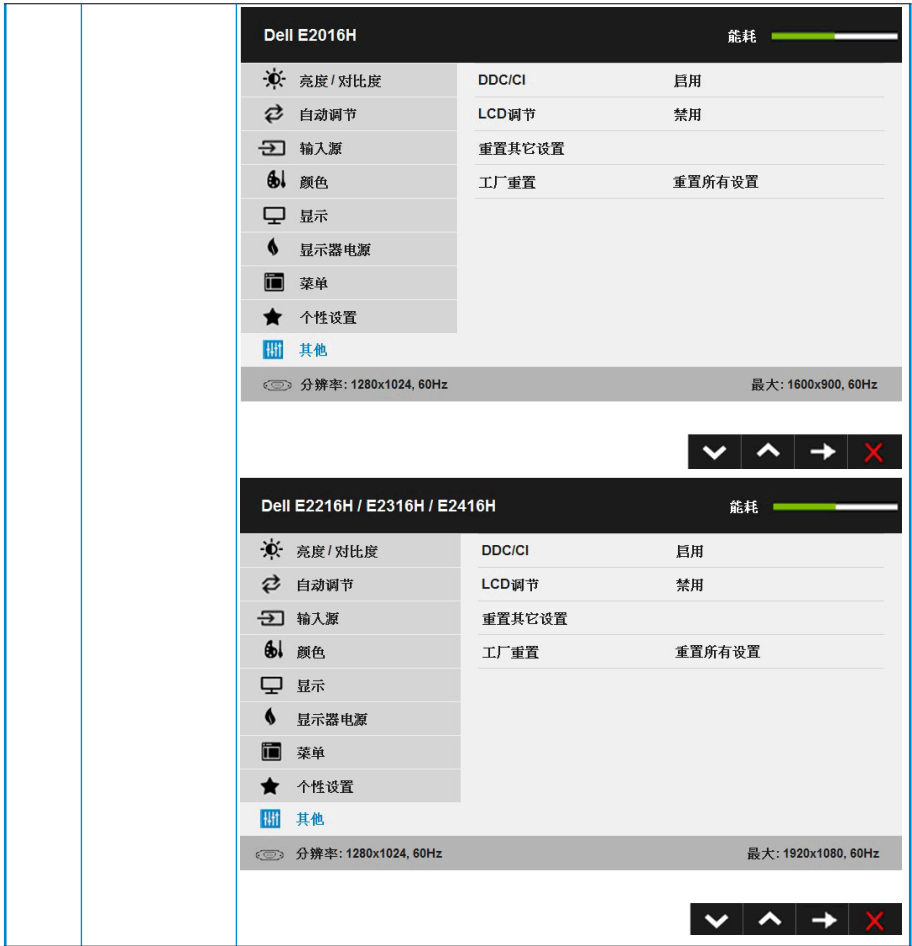 Dell E2016H 能耗
亮度 / 对比度 DDC/CI 启用
自动调节 LCD调节 禁用
输入源 重置其它设置
颜色 工厂重置 重置所有设置
显示
显示器电源
菜单
个性设置
其他
分辨率: 1280x1024, 60Hz 最大: 1600x900, 60Hz
Dell E2216H / E2316H / E2416H 能耗
亮度 / 对比度 DDC/CI 启用
自动调节 LCD调节 禁用
输入源 重置其它设置
颜色 工厂重置 重置所有设置
显示
显示器电源
菜单
个性设置
其他
分辨率: 1280x1024, 60Hz 最大: 1920x1080, 60Hz